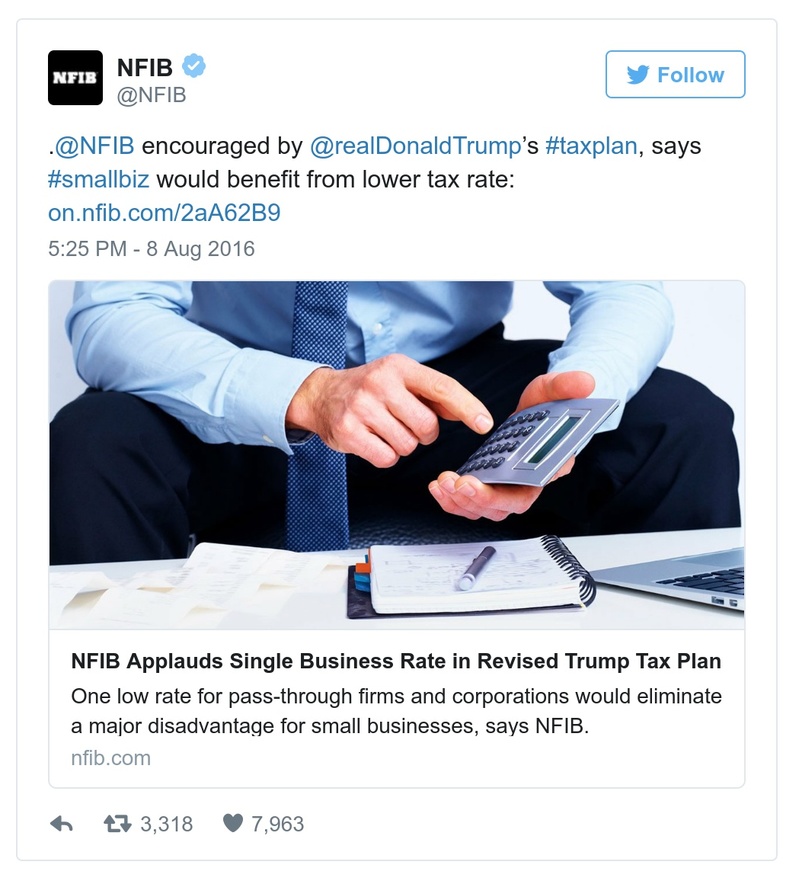 NFIB
NFIB
Follow
@NFIB
.@NFIB encouraged by @realDonaldTrump’s #taxplan, says
#smallbiz would benefit from lower tax rate:
on.nfib.com/2aA62B9
5:25 PM - 8 Aug 2016
NFIB Applauds Single Business Rate in Revised Trump Tax Plan
One low rate for pass-through firms and corporations would eliminate
a major disadvantage for small businesses, says NFIB.
nfib.com
3,318 7,963